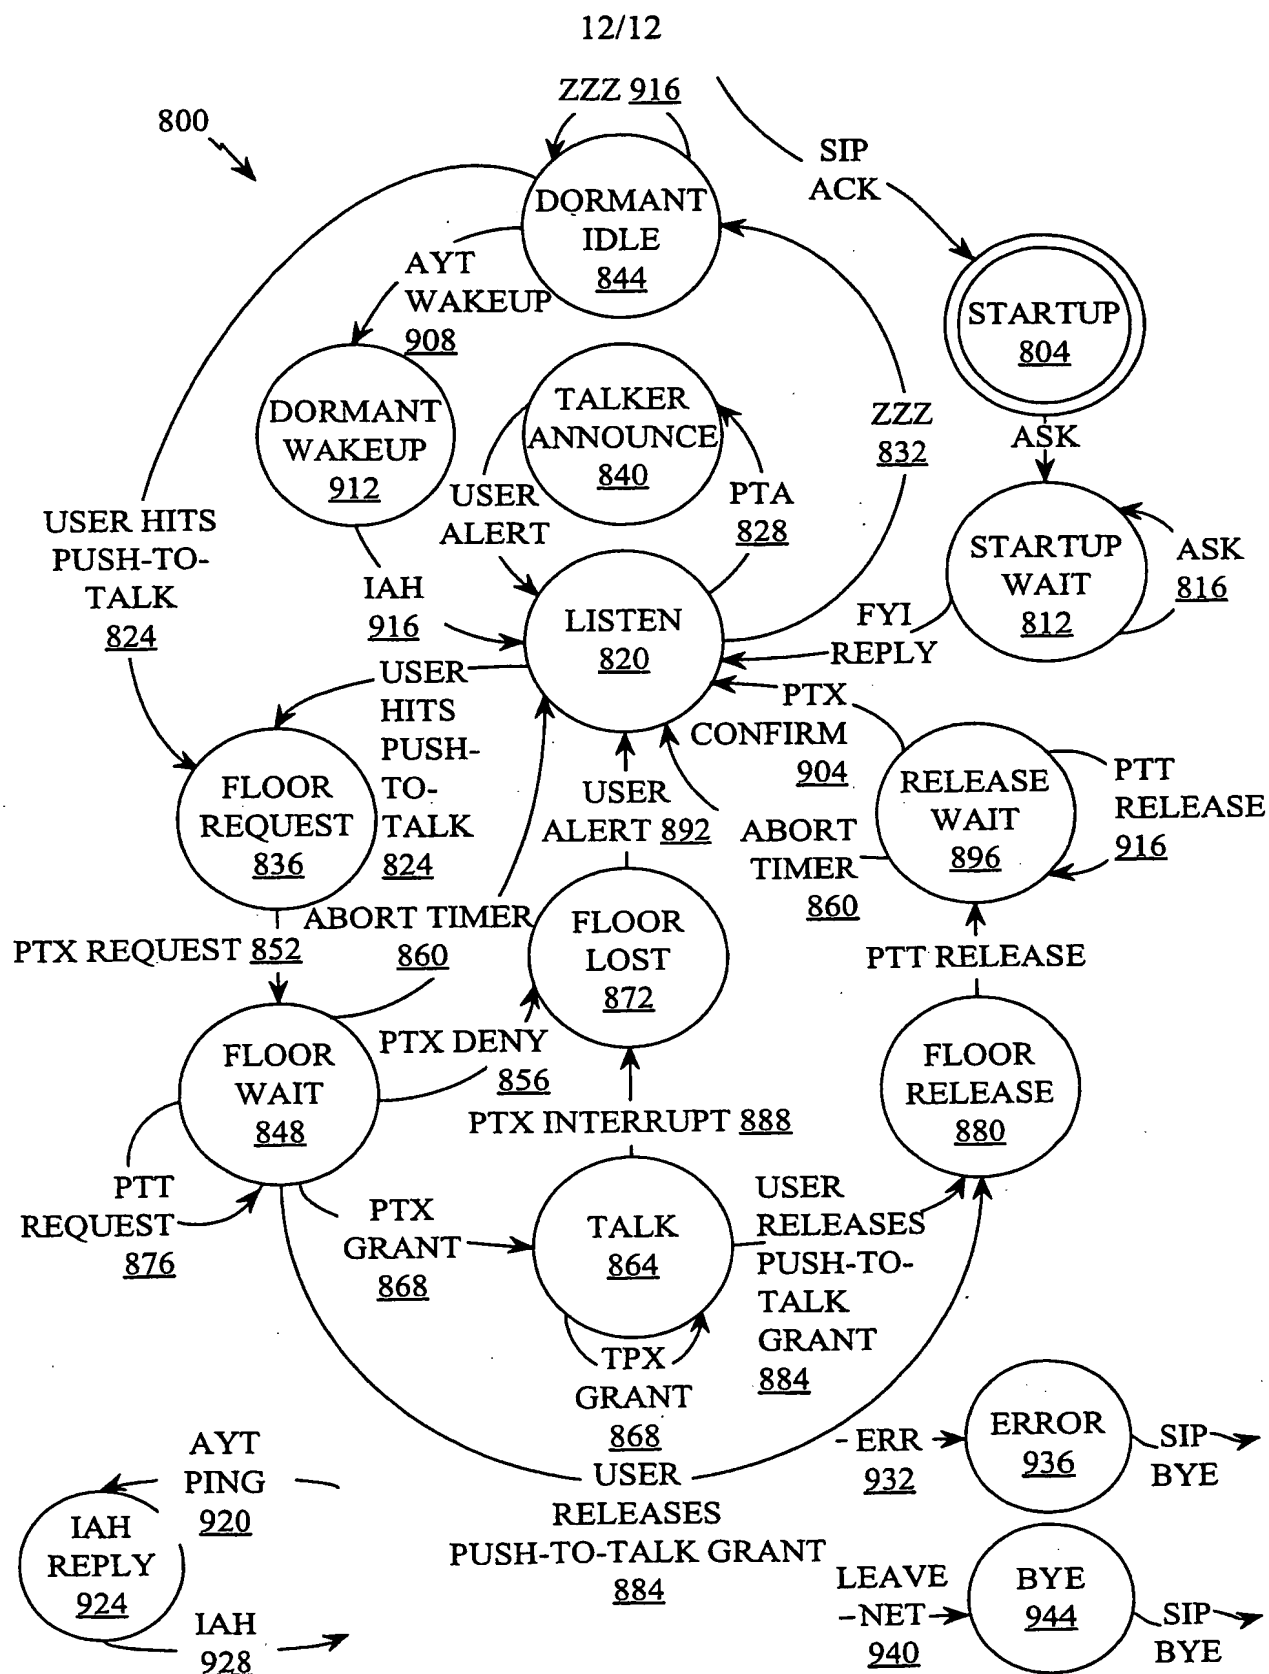 12/12
800
ZZZ 916
SIP
ACK
DORMANT
IDLE
844
AYT
WAKEUP
908
STARTUP
804
ASK
DORMANT
WAKEUP
912
TALKER
ANNOUNCE
840
ZZZ
832
USER
ALERT
PTA
828
USER HITS
PUSH-TO-
TALK
824
STARTUP
WAIT
812
ASK
816
IAH
916
LISTEN
820
FYI
REPLY
USER
HITS
PUSH-
TO-
TALK
824
PTX
CONFIRM
904
FLOOR
REQUEST
836
USER
ALERT 892
ABORT
TIMER
860
RELEASE
WAIT
896
PTT
RELEASE
916
PTX REQUEST 852
ABORT TIMER
860
FLOOR
LOST
872
PTT RELEASE
FLOOR
WAIT
848
PTX DENY
856
FLOOR
RELEASE
880
PTX INTERRUPT 888
PTT
REQUEST
876
PTX
GRANT
868
TALK
864
USER
RELEASES
PUSH-TO-
TALK
GRANT
884
TPX
GRANT
868
USER
RELEASES
PUSH-TO-TALK GRANT
884
AYT
PING
920
IAH
REPLY
924
IAH
928
-ERR
932
ERROR
936
SIP
BYE
LEAVE
-NET
940
BYE
944
SIP
BYE